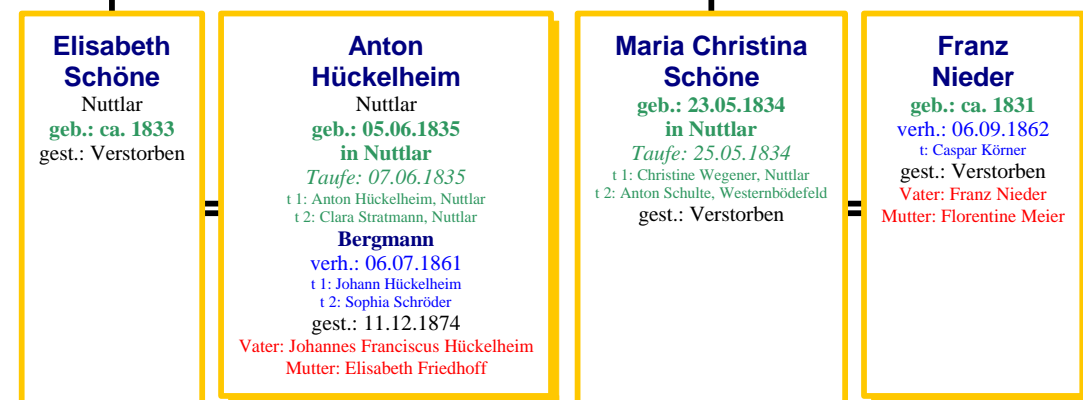 Elisabeth
Schöne
Nuttlar
geb.: ca. 1833
gest.: Verstorben
Anton
Hückelheim
Nuttlar
geb.: 05.06.1835
in Nuttlar
Taufe: 07.06.1835
t 1: Anton Hückelheim, Nuttlar
t 2: Clara Stratmann, Nuttlar
Bergmann
verh.: 06.07.1861
t 1: Johann Hückelheim
t 2: Sophia Schröder
gest.: 11.12.1874
Vater: Johannes Franciscus Hückelheim
Mutter: Elisabeth Friedhoff
Maria Christina
Schöne
geb.: 23.05.1834
in Nuttlar
Taufe: 25.05.1834
t 1: Christine Wegener, Nuttlar
t 2: Anton Schulte, Westernbödefeld
gest.: Verstorben
Franz
Nieder
geb.: ca. 1831
verh.: 06.09.1862
t: Caspar Körner
gest.: Verstorben
Vater: Franz Nieder
Mutter: Florentine Meier